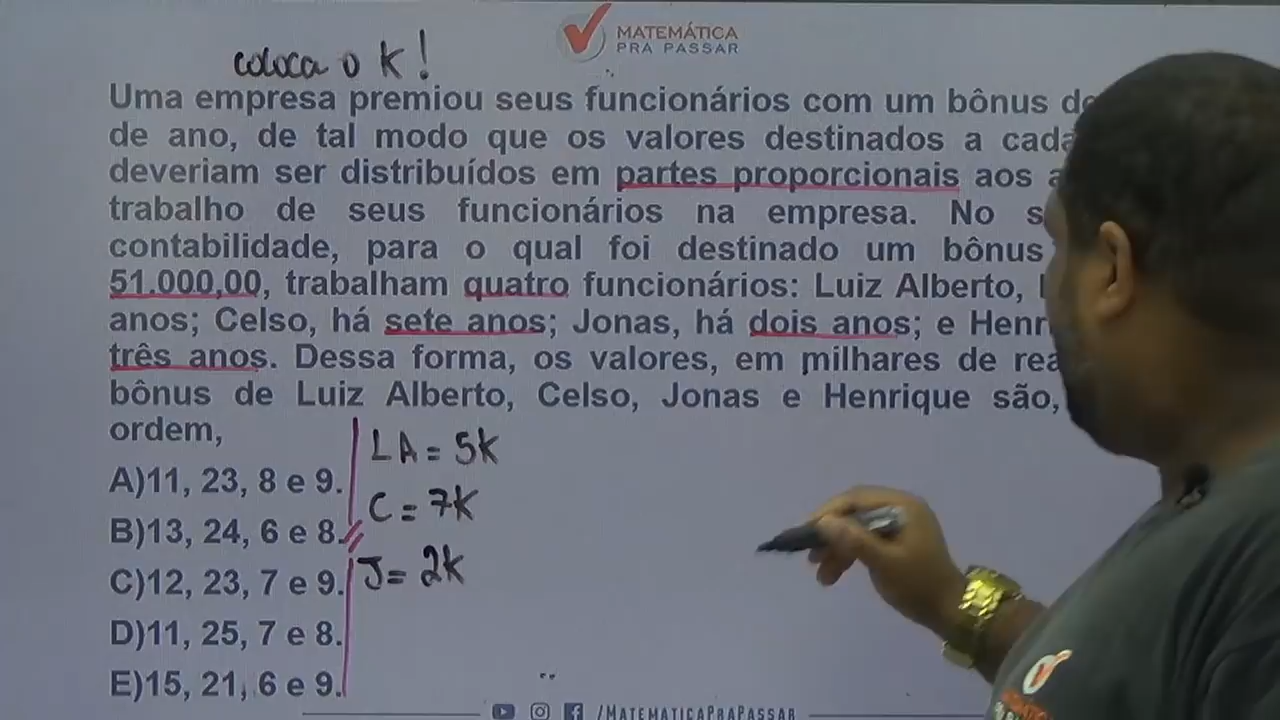 MATEMÁTICA
PRA PASSAR
coloca o k!
Uma empresa premiou seus funcionários com um bônus
de ano, de tal modo que os valores destinados a
deveriam ser distribuídos em partes proporcionais aos
trabalho de seus funcionários na empresa. No
contabilidade, para o qual foi destinado um bônus
51.000,00, trabalham quatro funcionários: Luiz Alberto,
anos; Celso, há sete anos; Jonas, há dois anos; e
três anos. Dessa forma, os valores, em milhares de
bônus de Luiz Alberto, Celso, Jonas e Henrique são,
ordem,
A)11, 23, 8 e 9.
B)13, 24, 6 e 8.
C)12, 23, 7 e 9.
D)11, 25, 7 e 8.
E)15, 21, 6 e 9.
LA = 5k
C = 7k
J = 2k
/MATEMATICAPRAPASSAR